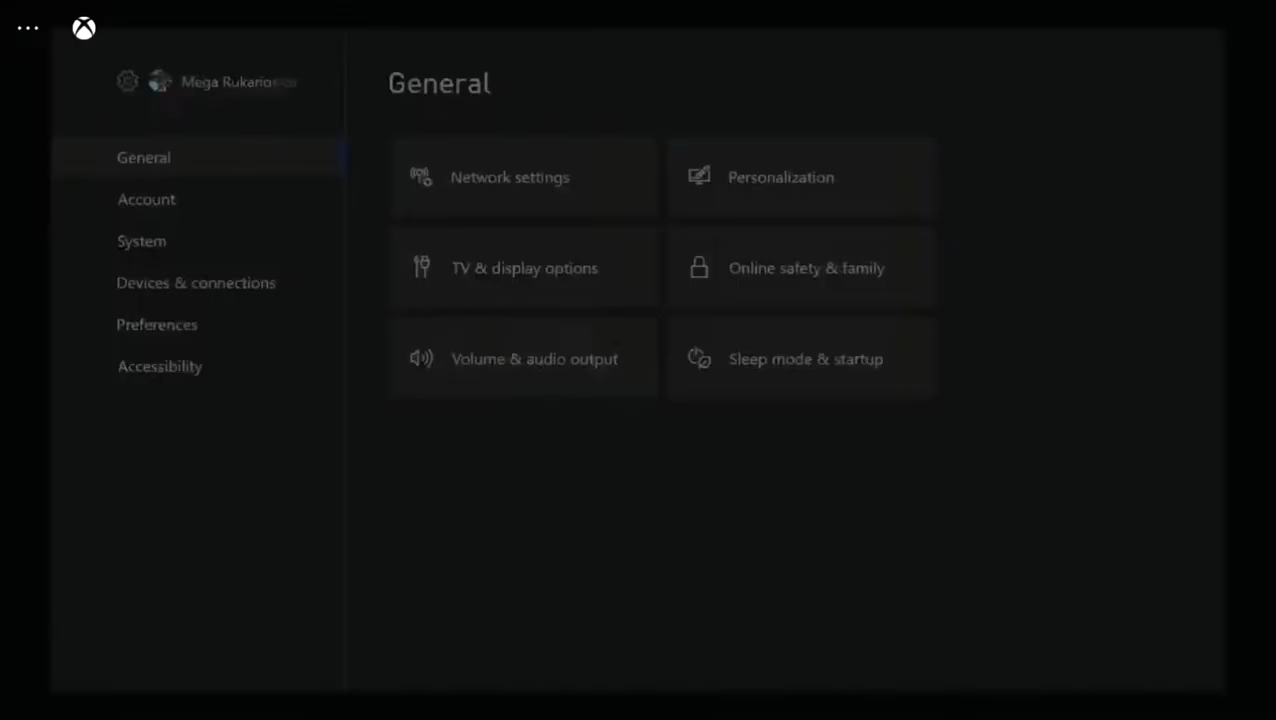 Mega Rukario
General
General
Account
System
Devices & connections
Preferences
Accessibility
Network settings
Personalization
TV & display options
Online safety & family
Volume & audio output
Sleep mode & startup